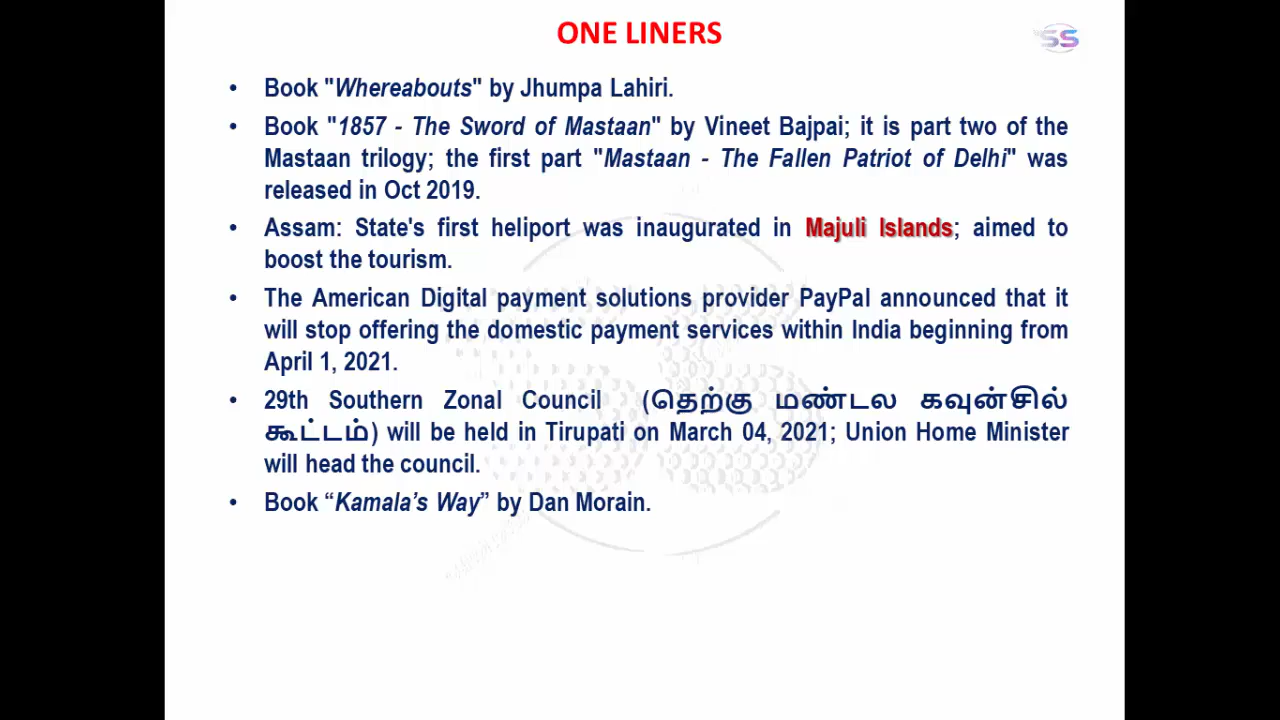 ONE LINERS
SS
• Book "Whereabouts" by Jhumpa Lahiri.
• Book "1857 - The Sword of Mastaan" by Vineet Bajpai; it is part two of the
Mastaan trilogy; the first part "Mastaan - The Fallen Patriot of Delhi" was
released in Oct 2019.
• Assam: State's first heliport was inaugurated in Majuli Islands; aimed to
boost the tourism.
• The American Digital payment solutions provider PayPal announced that it
will stop offering the domestic payment services within India beginning from
April 1, 2021.
• 29th Southern Zonal Council (தெற்கு மண்டல கவுன்சில்
கூட்டம்) will be held in Tirupati on March 04, 2021; Union Home Minister
will head the council.
• Book “Kamala’s Way” by Dan Morain.